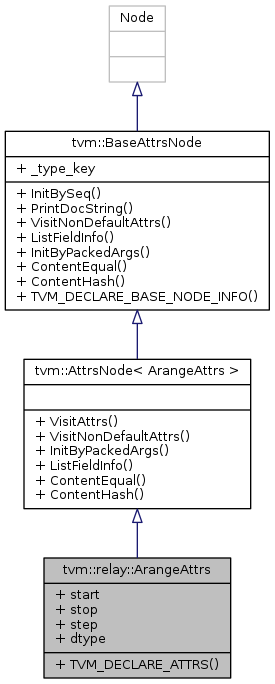 Node
tvm::BaseAttrsNode
+ _type_key
+ InitBySeq()
+ PrintDocString()
+ VisitNonDefaultAttrs()
+ ListFieldInfo()
+ InitByPackedArgs()
+ ContentEqual()
+ ContentHash()
+ TVM_DECLARE_BASE_NODE_INFO()
tvm::AttrsNode< ArangeAttrs >
+ VisitAttrs()
+ VisitNonDefaultAttrs()
+ InitByPackedArgs()
+ ListFieldInfo()
+ ContentEqual()
+ ContentHash()
tvm::relay::ArangeAttrs
+ start
+ stop
+ step
+ dtype
+ TVM_DECLARE_ATTRS()